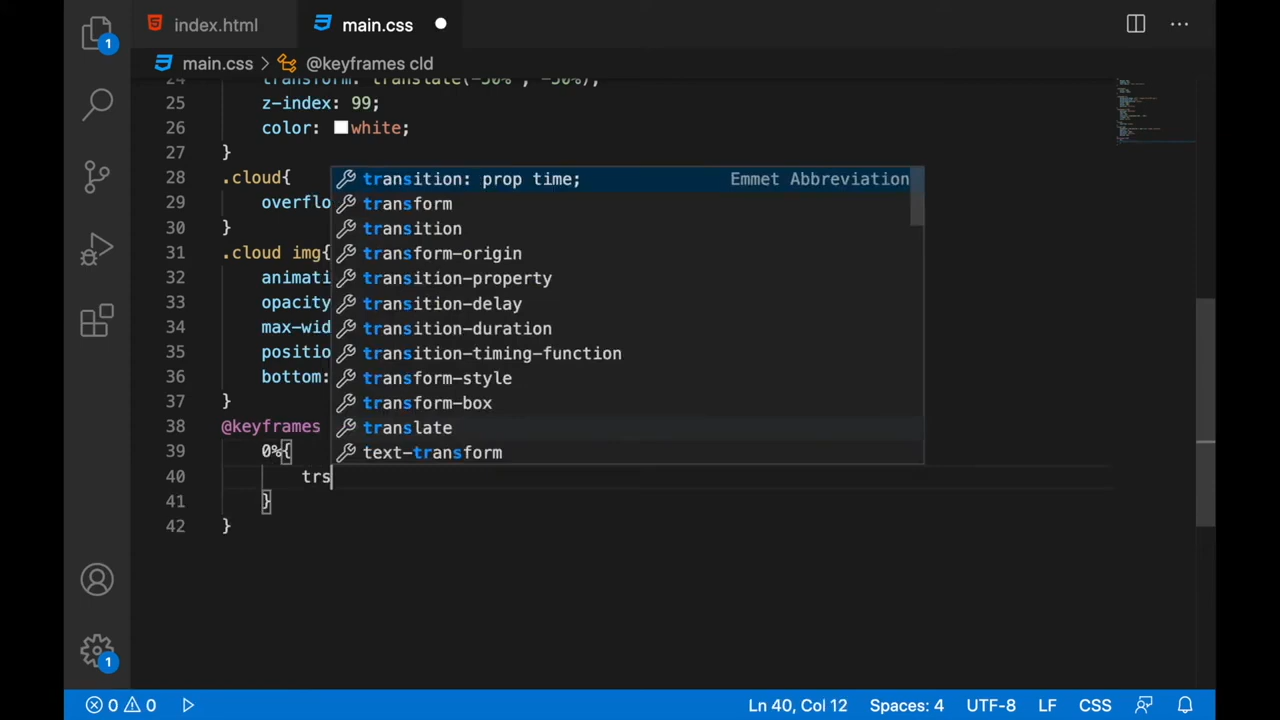 index.html
main.css
main.css > @keyframes cld
24 transform: translate(-50% , -50%);
25 z-index: 99;
26 color: white;
27 }
28 .cloud{
29 overflo
30 }
31 .cloud img{
32 animati
33 opacity
34 max-wid
35 positio
36 bottom:
37 }
38 @keyframes
39 0%{
40 trs
41 }
42 }
transition: prop time; Emmet Abbreviation
transform
transition
transform-origin
transition-property
transition-delay
transition-duration
transition-timing-function
transform-style
transform-box
translate
text-transform
1
1
0 0 Ln 40, Col 12 Spaces: 4 UTF-8 LF CSS